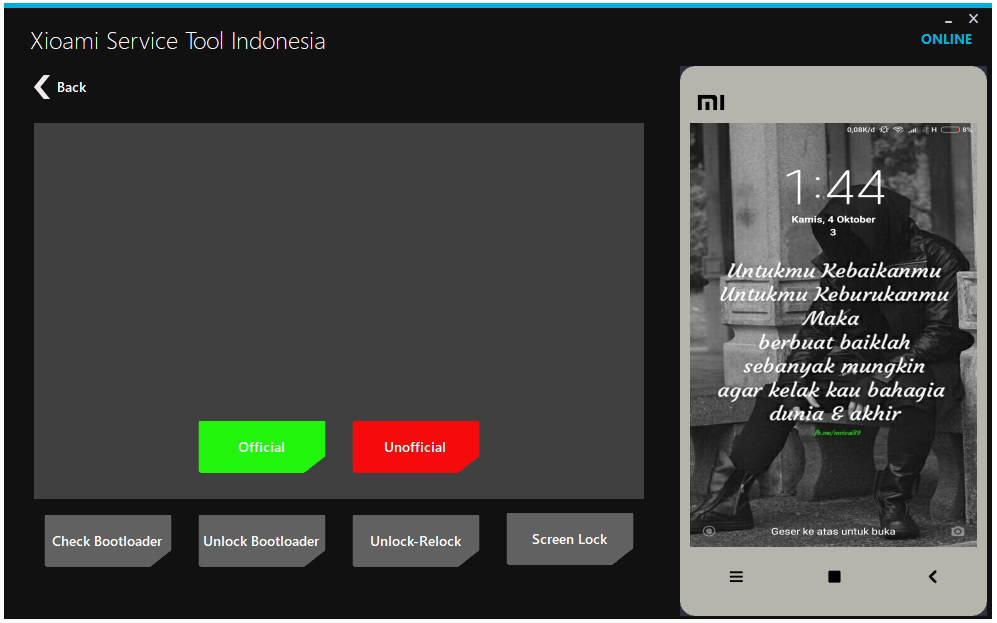 Xioami Service Tool Indonesia
ONLINE
Back
mi
0,08K/d H 8%
1:44
Kamis, 4 Oktober
3
Untukmu Kebaikanmu
Untukmu Keburukanmu
Maka
berbuat baiklah
sebanyak mungkin
agar kelak kau bahagia
dunia & akhir
Geser ke atas untuk buka
Official
Unofficial
Check Bootloader
Unlock Bootloader
Unlock-Relock
Screen Lock